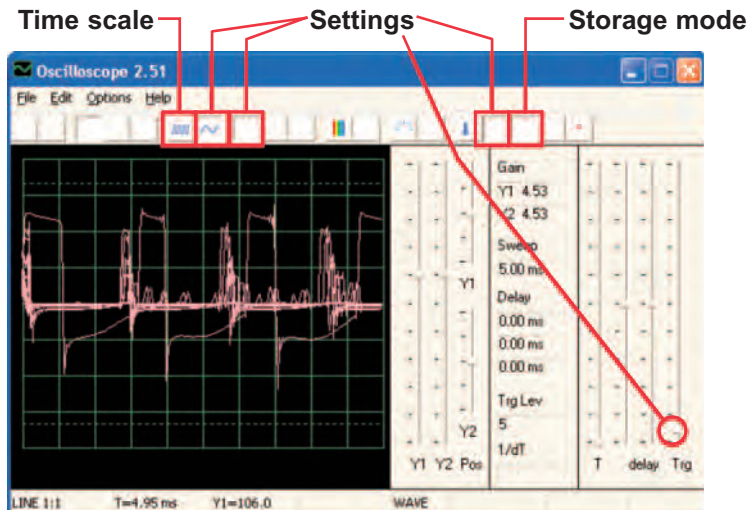 Time scale Settings Storage mode
Oscilloscope 2.51
File Edit Options Help
Gain
Y1 4.53
Y2 4.53
Sweep
5.00 ms
Y1
Delay
0.00 ms
0.00 ms
0.00 ms
Trg Lev
5
Y2
1/dT
Y1 Y2 Pos T delay Trg
LINE 1:1 T=4.95 ms Y1=106.0 WAVE